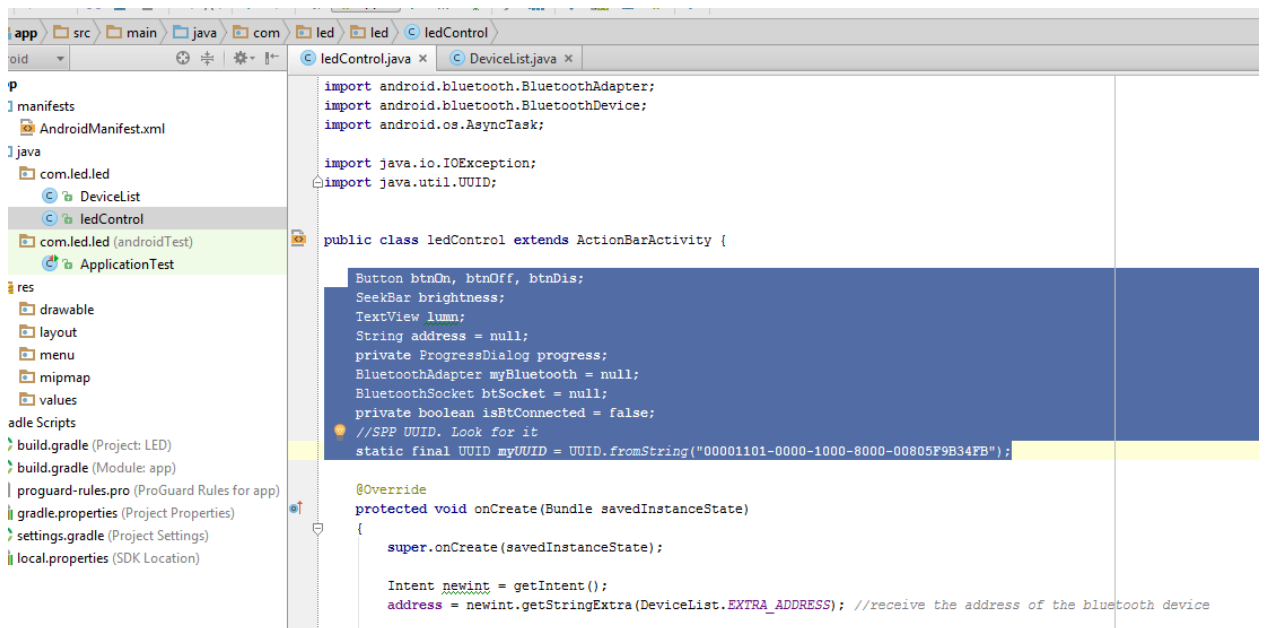 app src main java com led led ledControl
oid
ledControl.java × DeviceList.java ×
manifests
AndroidManifest.xml
java
com.led.led
DeviceList
ledControl
com.led.led (androidTest)
ApplicationTest
res
drawable
layout
menu
mipmap
values
adle Scripts
build.gradle (Project: LED)
build.gradle (Module: app)
proguard-rules.pro (ProGuard Rules for app)
gradle.properties (Project Properties)
settings.gradle (Project Settings)
local.properties (SDK Location)
import android.bluetooth.BluetoothAdapter;
import android.bluetooth.BluetoothDevice;
import android.os.AsyncTask;
import java.io.IOException;
import java.util.UUID;
public class ledControl extends ActionBarActivity {
Button btnOn, btnOff, btnDis;
SeekBar brightness;
TextView lumn;
String address = null;
private ProgressDialog progress;
BluetoothAdapter myBluetooth = null;
BluetoothSocket btSocket = null;
private boolean isBtConnected = false;
//SPP UUID. Look for it
static final UUID myUUID = UUID.fromString("00001101-0000-1000-8000-00805F9B34FB");
@Override
protected void onCreate(Bundle savedInstanceState)
{
super.onCreate(savedInstanceState);
Intent newint = getIntent();
address = newint.getStringExtra(DeviceList.EXTRA_ADDRESS); //receive the address of the bluetooth device